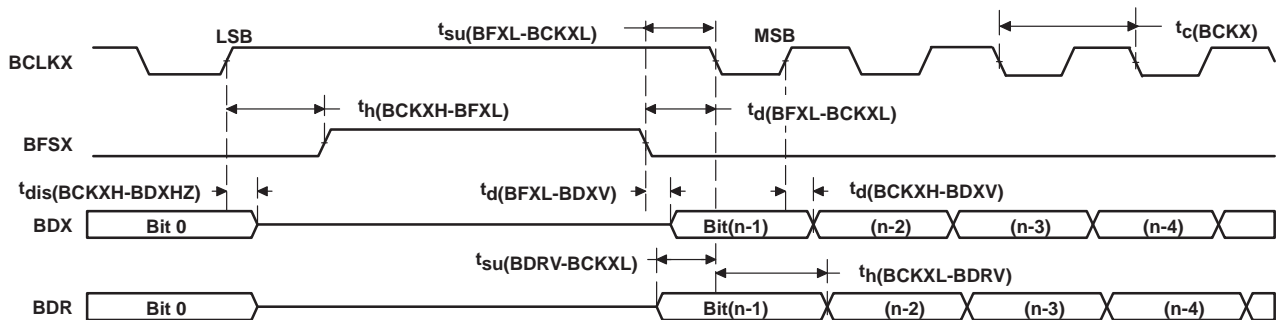 LSB
tsu(BFXL-BCKXL)
MSB
tc(BCKX)
BCLKX
th(BCKXH-BFXL)
td(BFXL-BCKXL)
BFSX
tdis(BCKXH-BDXHZ)
td(BFXL-BDXV)
td(BCKXH-BDXV)
BDX Bit 0 Bit(n-1) (n-2) (n-3) (n-4)
tsu(BDRV-BCKXL)
th(BCKXL-BDRV)
BDR Bit 0 Bit(n-1) (n-2) (n-3) (n-4)